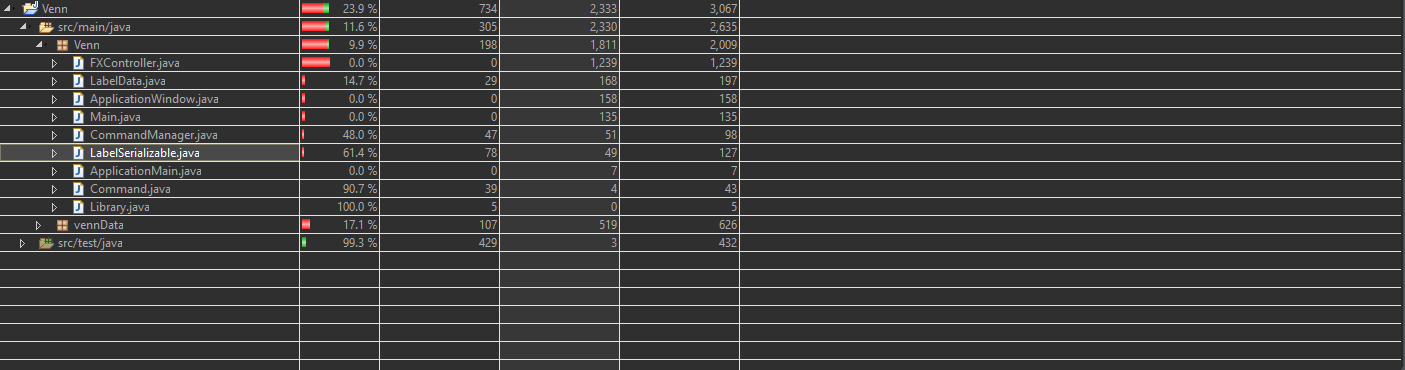 Venn 23.9 % 734 2,333 3,067
src/main/java 11.6 % 305 2,330 2,635
Venn 9.9 % 198 1,811 2,009
FXController.java 0.0 % 0 1,239 1,239
LabelData.java 14.7 % 29 168 197
ApplicationWindow.java 0.0 % 0 158 158
Main.java 0.0 % 0 135 135
CommandManager.java 48.0 % 47 51 98
LabelSerializable.java 61.4 % 78 49 127
ApplicationMain.java 0.0 % 0 7 7
Command.java 90.7 % 39 4 43
Library.java 100.0 % 5 0 5
vennData 17.1 % 107 519 626
src/test/java 99.3 % 429 3 432